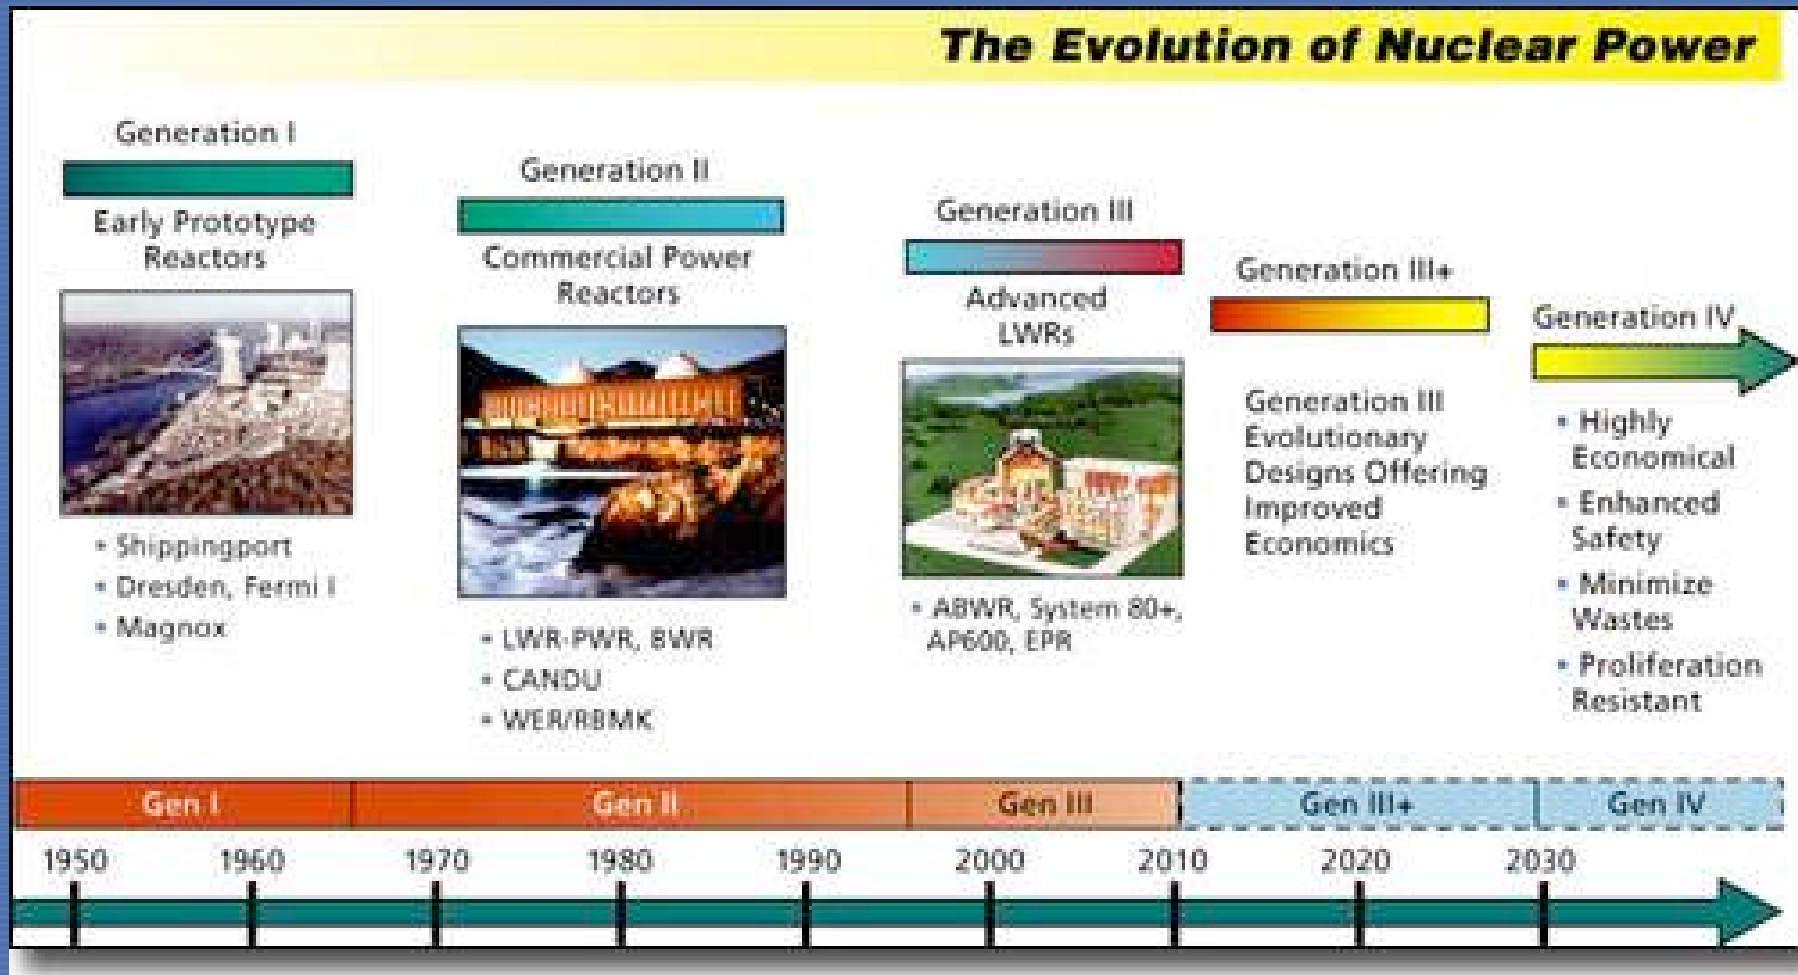 The Evolution of Nuclear Power
Generation I
Early Prototype
Reactors
• Shippingport
• Dresden, Fermi I
• Magnox
Generation II
Commercial Power
Reactors
• LWR-PWR, BWR
• CANDU
• VVER/RBMK
Generation III
Advanced
LWRs
• ABWR, System 80+,
AP600, EPR
Generation III+
Generation III
Evolutionary
Designs Offering
Improved
Economics
Generation IV
• Highly
Economical
• Enhanced
Safety
• Minimize
Wastes
• Proliferation
Resistant
Gen I Gen II Gen III Gen III+ Gen IV
1950 1960 1970 1980 1990 2000 2010 2020 2030